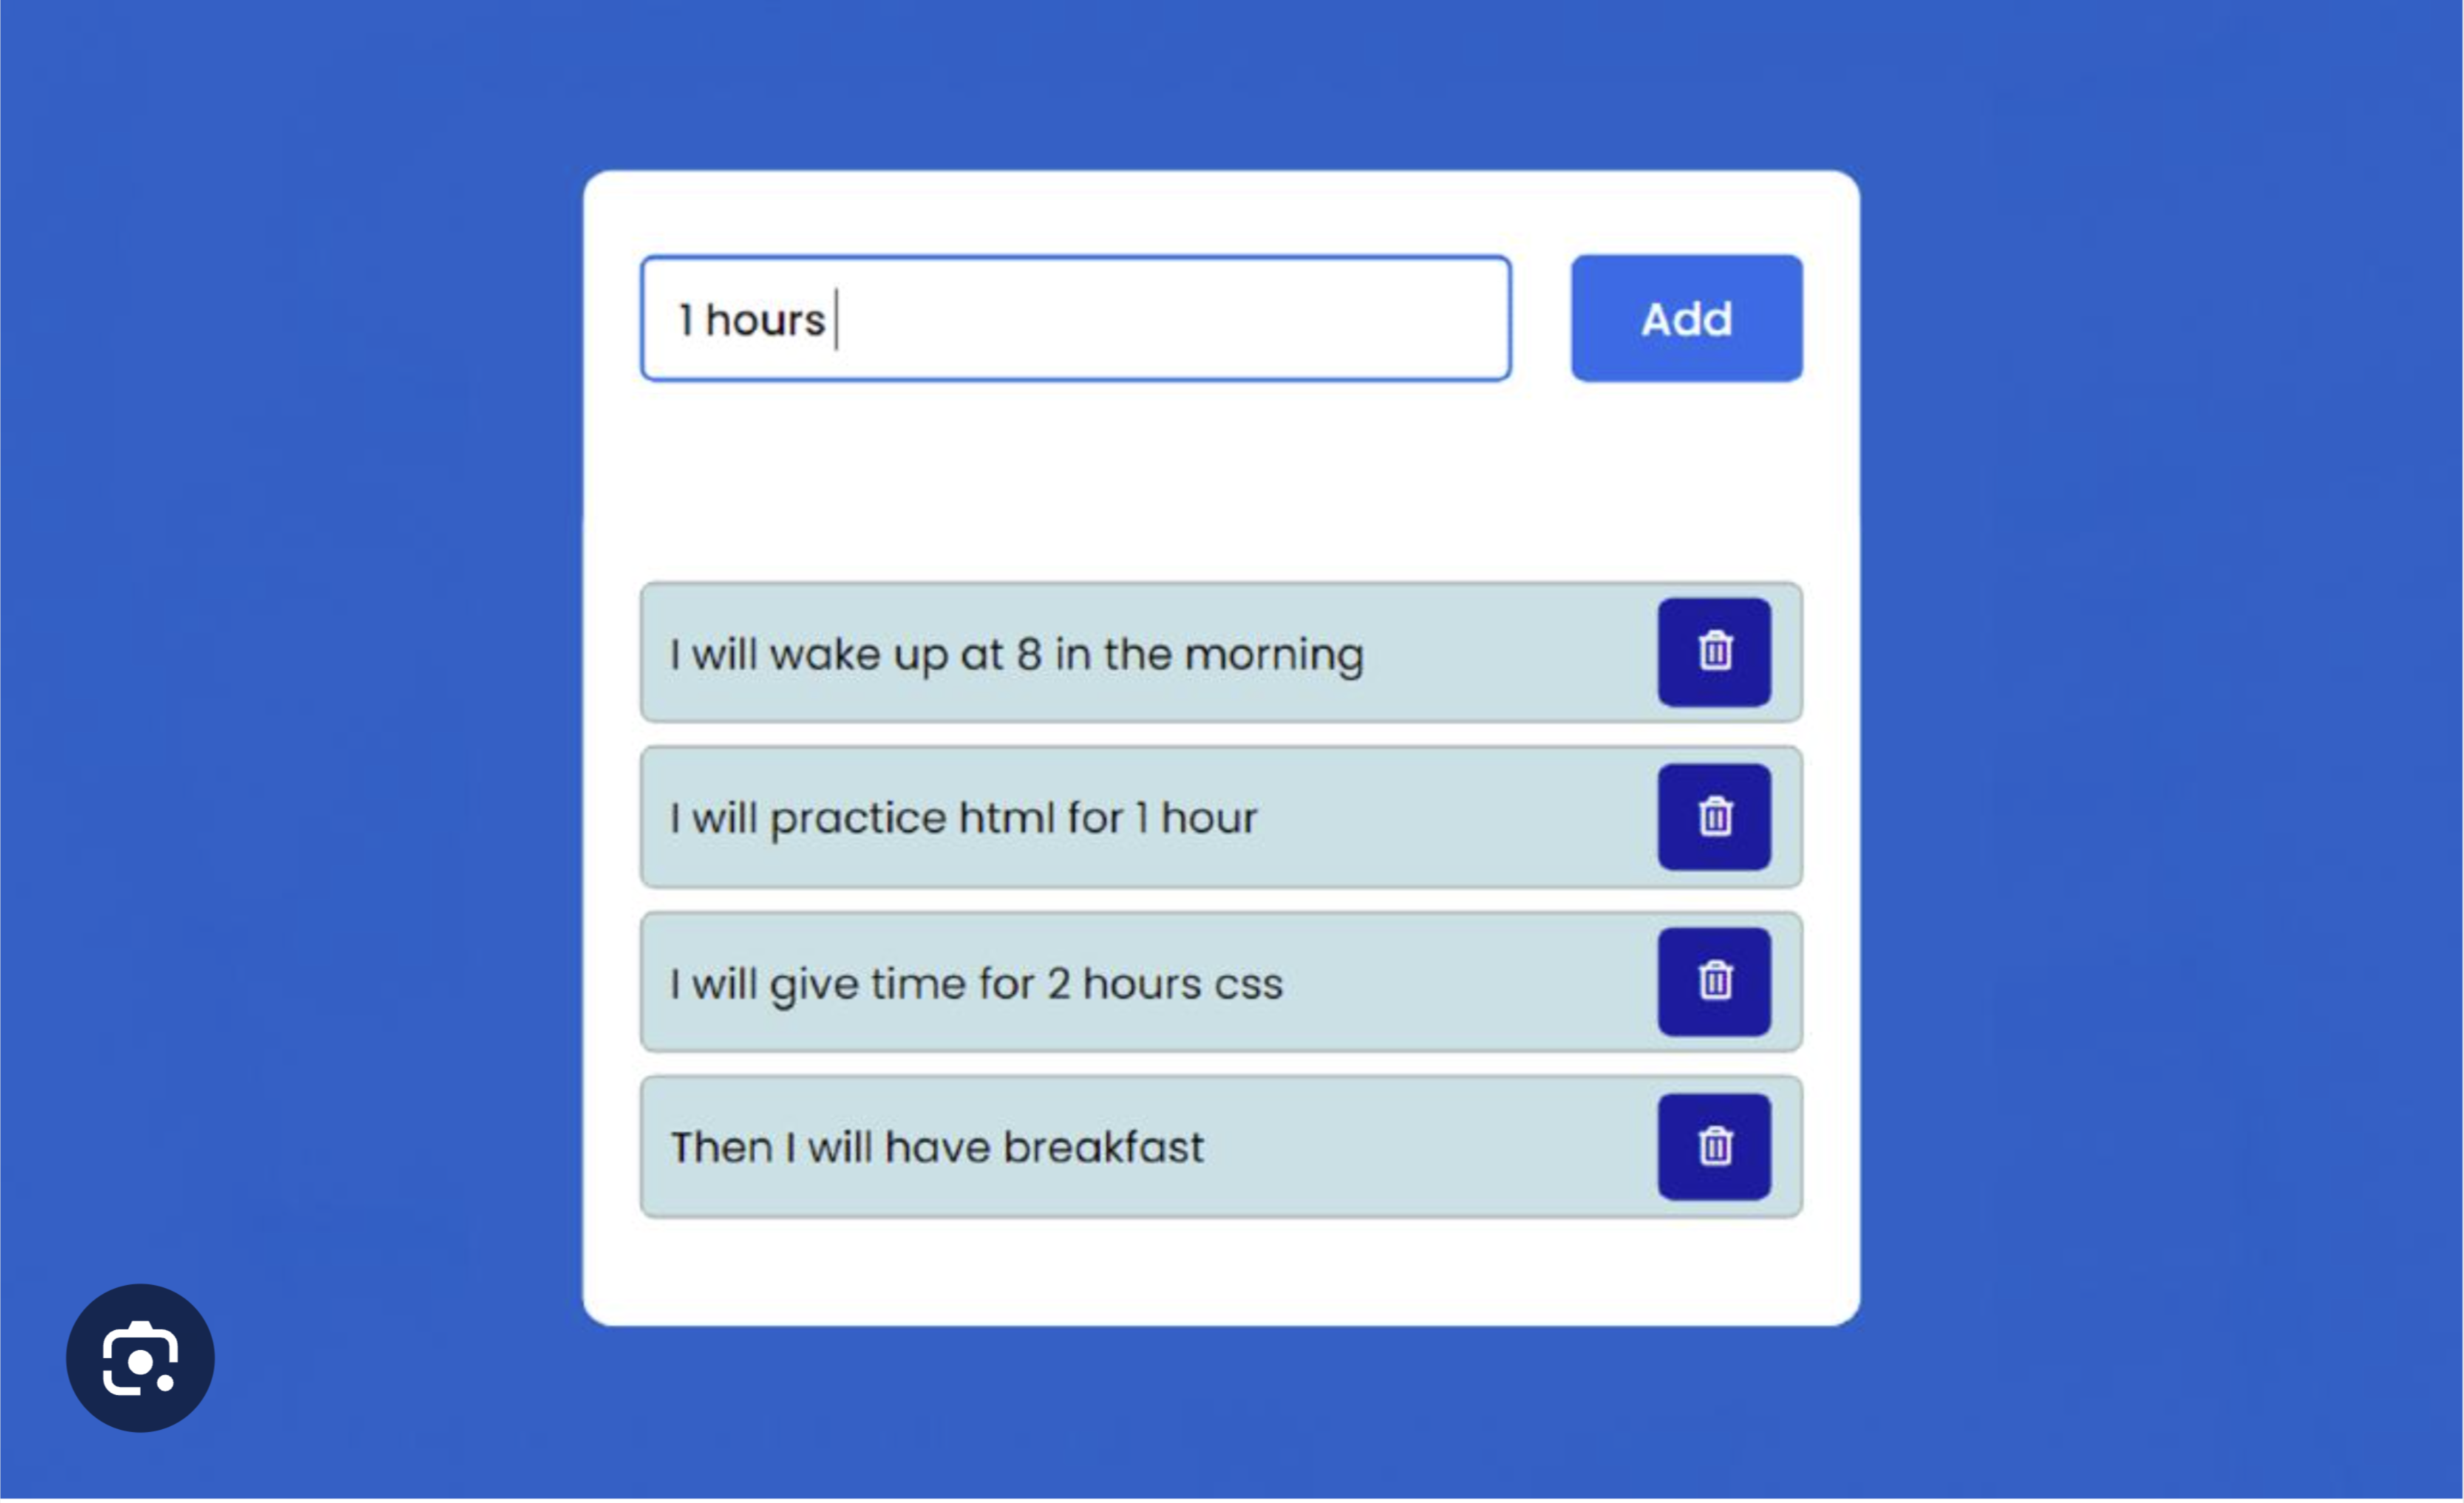 1 hours
Add
I will wake up at 8 in the morning
I will practice html for 1 hour
I will give time for 2 hours css
Then I will have breakfast